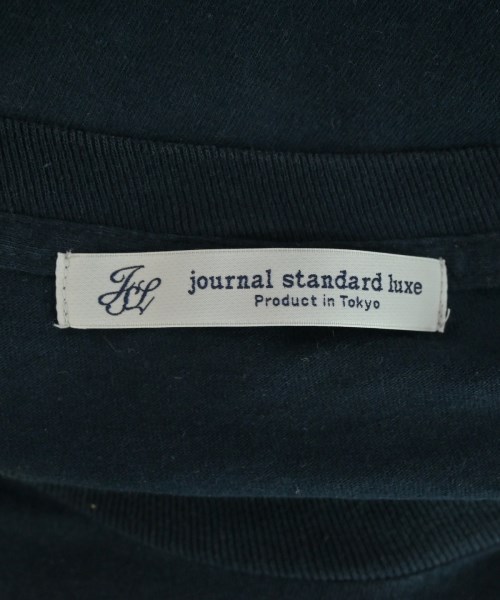 JSL
journal standard luxe
Product in Tokyo